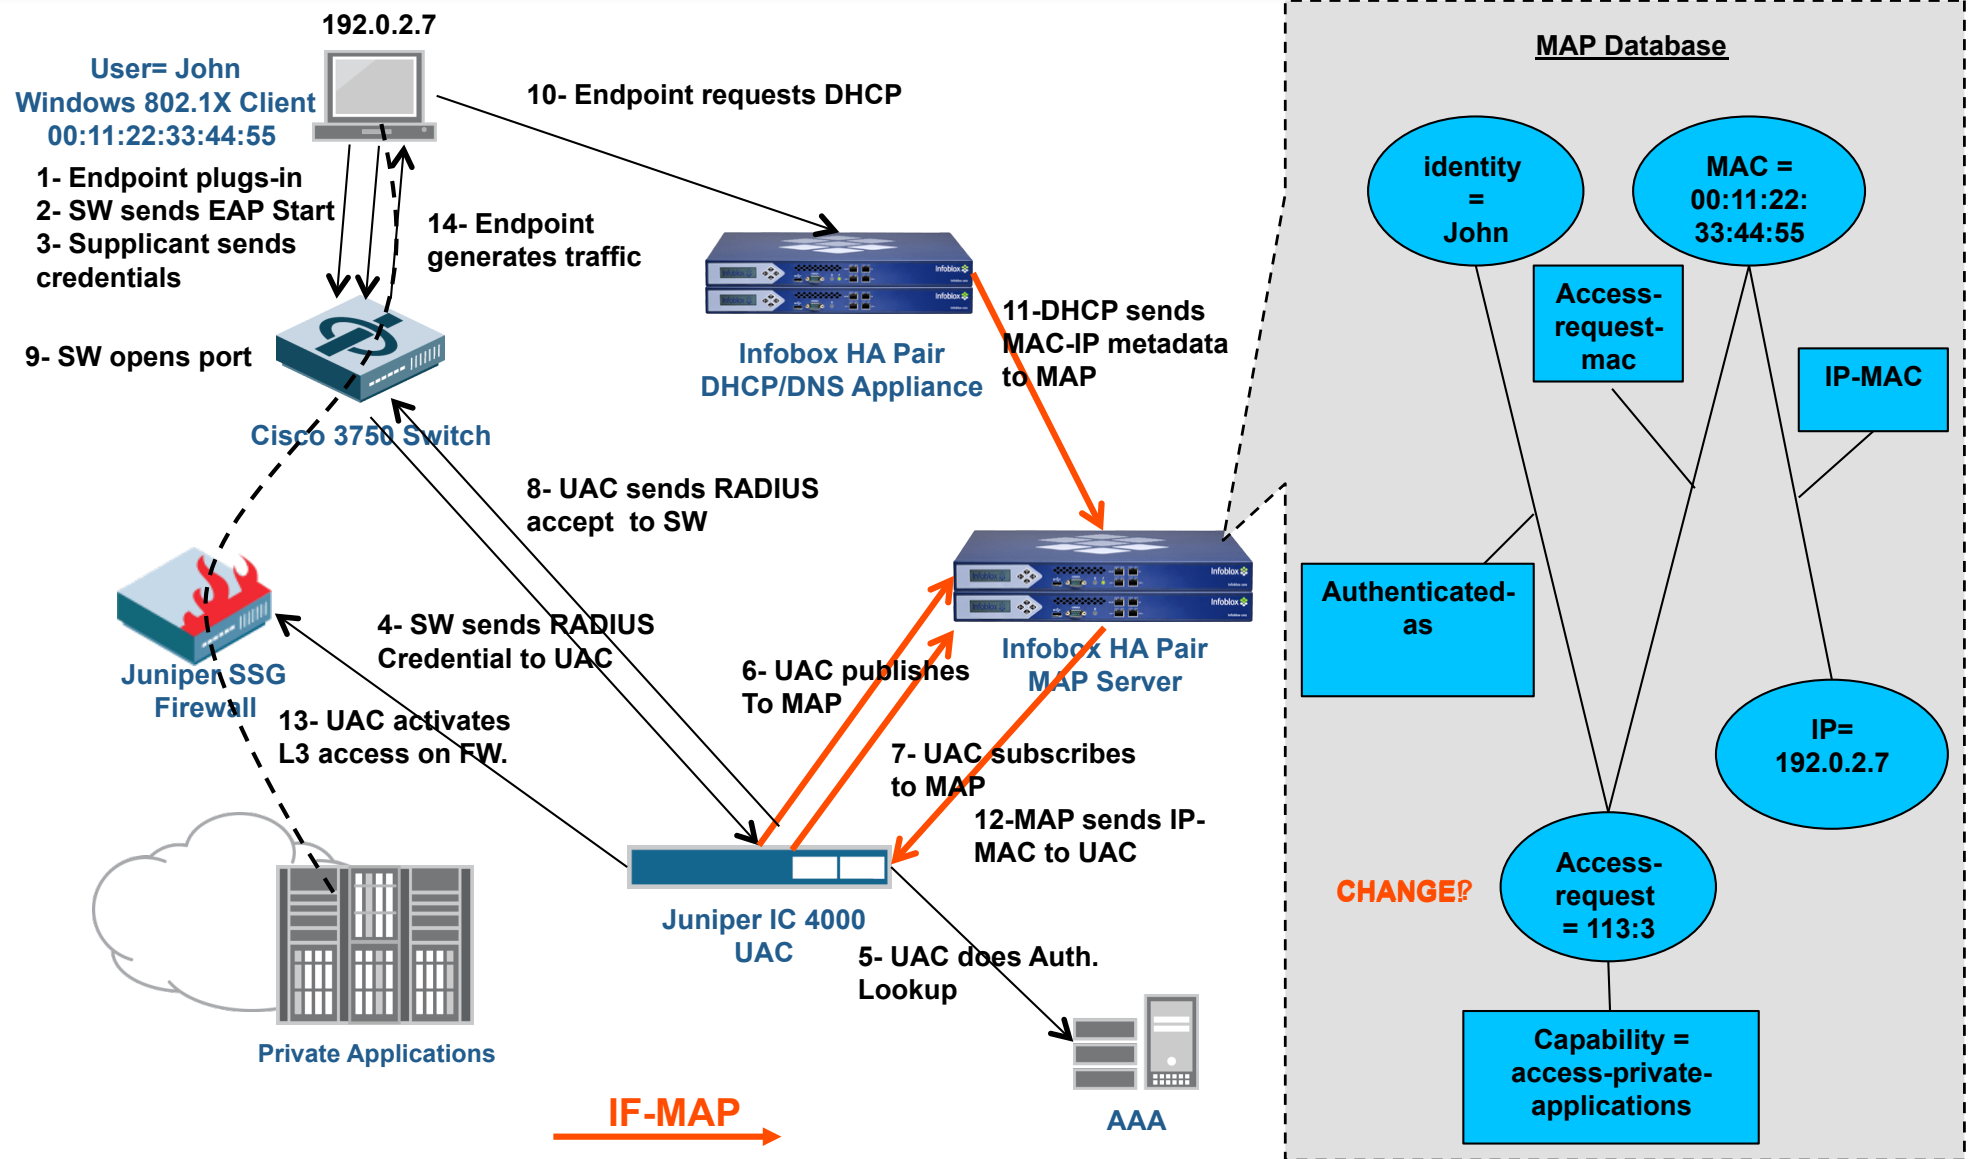 192.0.2.7
User= John
Windows 802.1X Client
00:11:22:33:44:55
1- Endpoint plugs-in
2- SW sends EAP Start
3- Supplicant sends
credentials
10- Endpoint requests DHCP
14- Endpoint
generates traffic
Infoblox
Infoblox
9- SW opens port
Cisco 3750 Switch
Infobox HA Pair
DHCP/DNS Appliance
11-DHCP sends
MAC-IP metadata
to MAP
8- UAC sends RADIUS
accept to SW
Infoblox
Infoblox
Infobox HA Pair
MAP Server
4- SW sends RADIUS
Credential to UAC
6- UAC publishes
To MAP
Juniper SSG
Firewall
13- UAC activates
L3 access on FW.
7- UAC subscribes
to MAP
12-MAP sends IP-
MAC to UAC
Juniper IC 4000
UAC
5- UAC does Auth.
Lookup
Private Applications
AAA
IF-MAP
MAP Database
identity
=
John
MAC =
00:11:22:
33:44:55
Access-
request-
mac
IP-MAC
Authenticated-
as
IP=
192.0.2.7
CHANGE⁉
Access-
request
= 113:3
Capability =
access-private-
applications